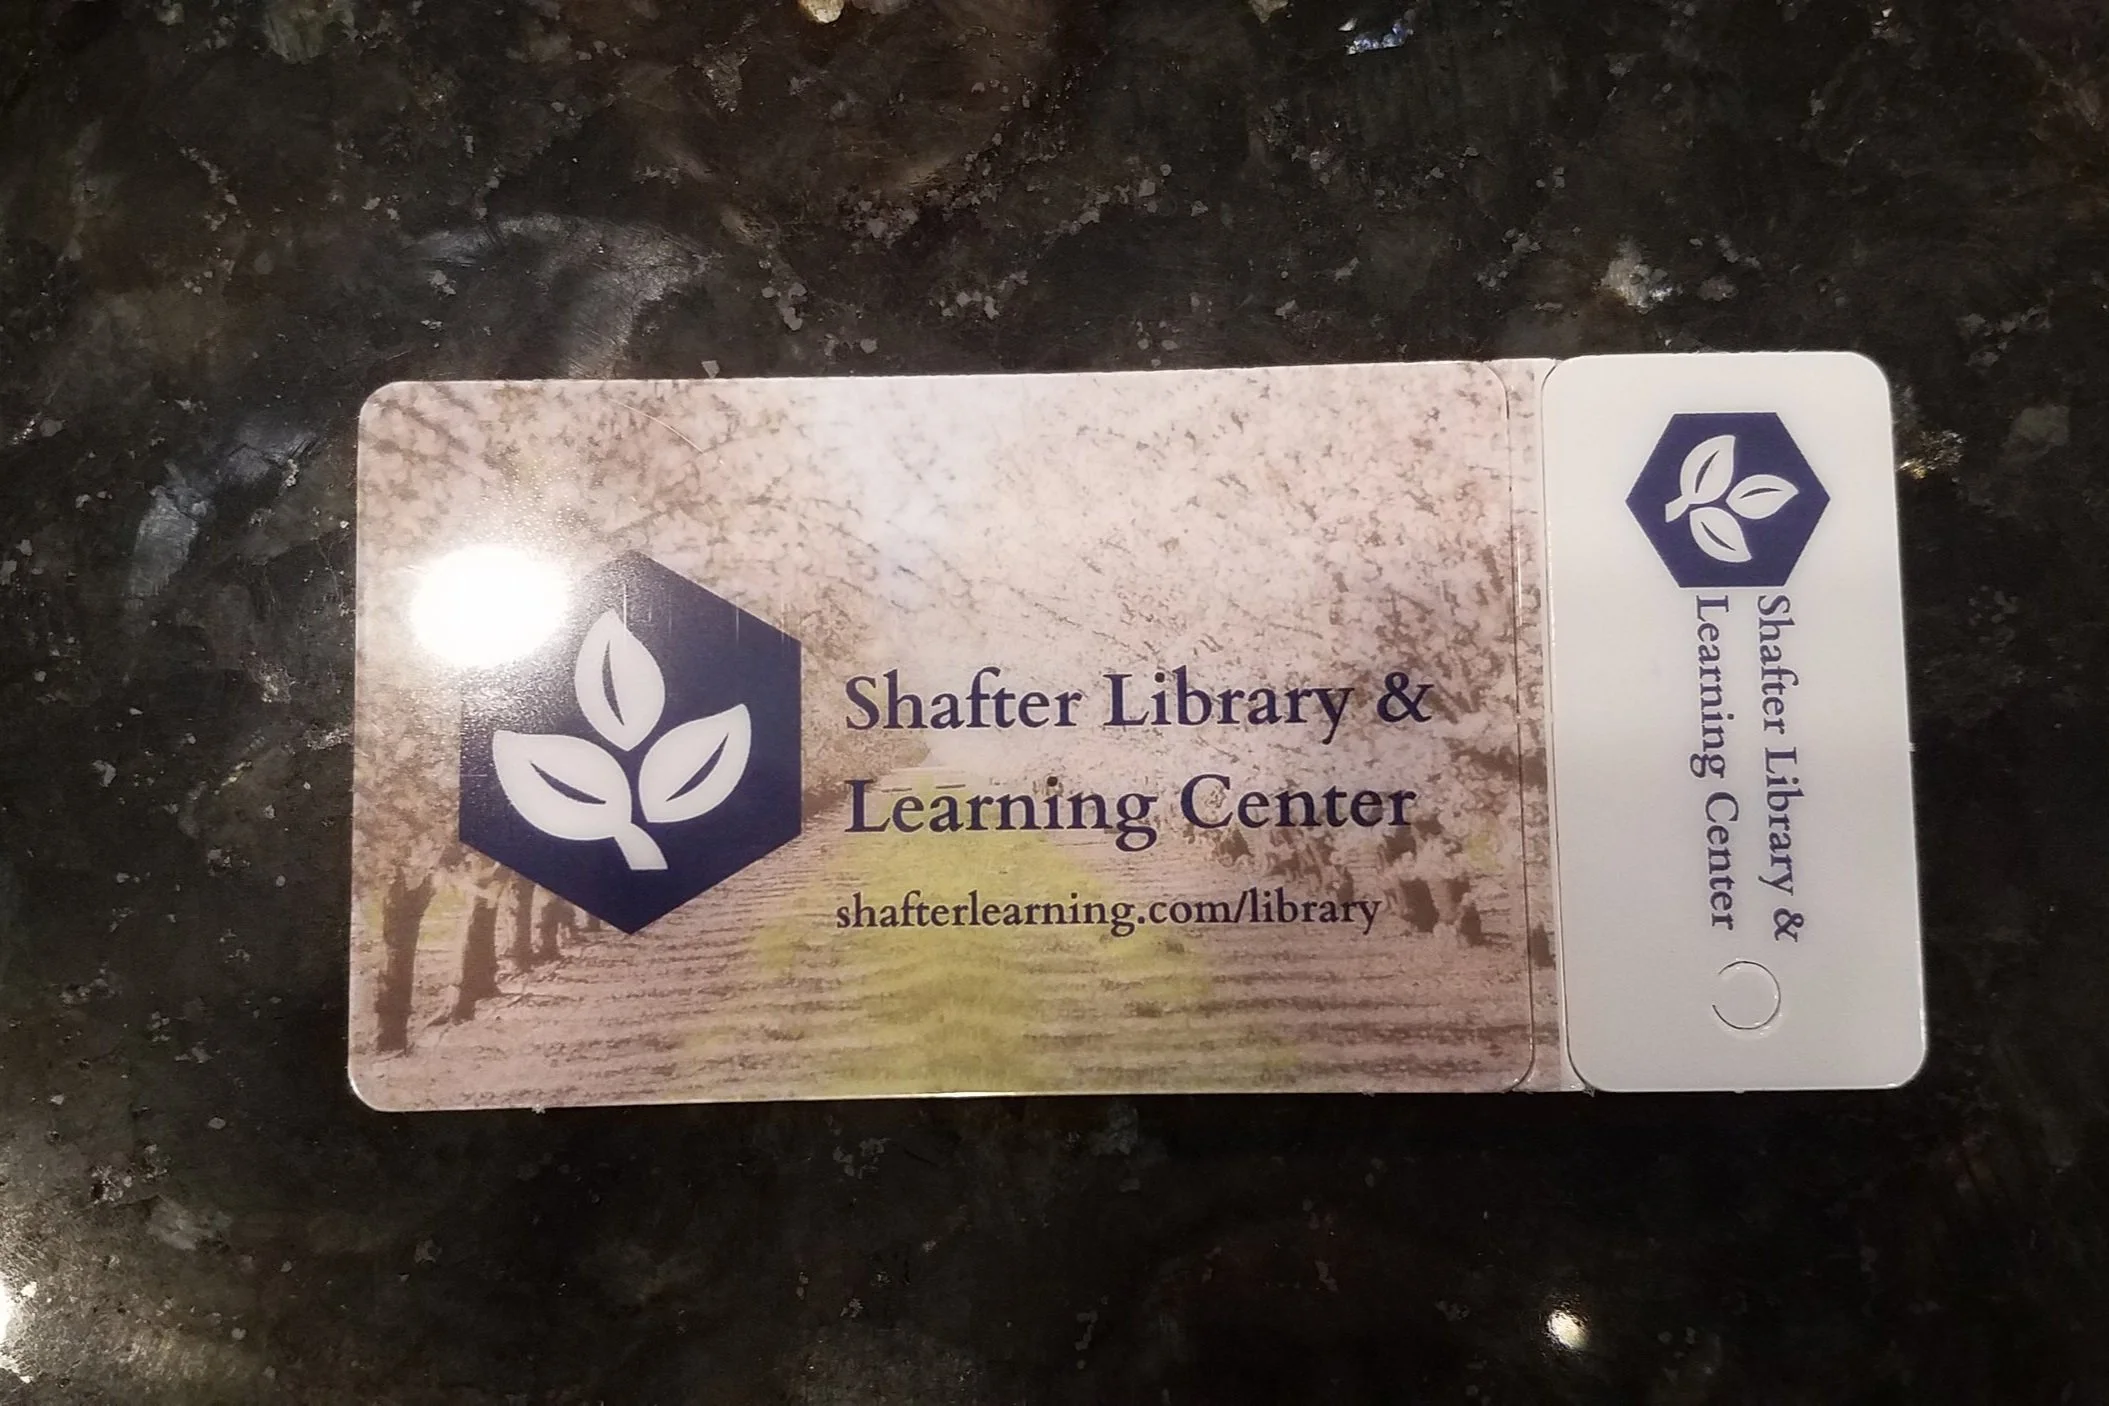 Shafter Library &
Learning Center
shafterlearning.com/library
Shafter Library &
Learning Center